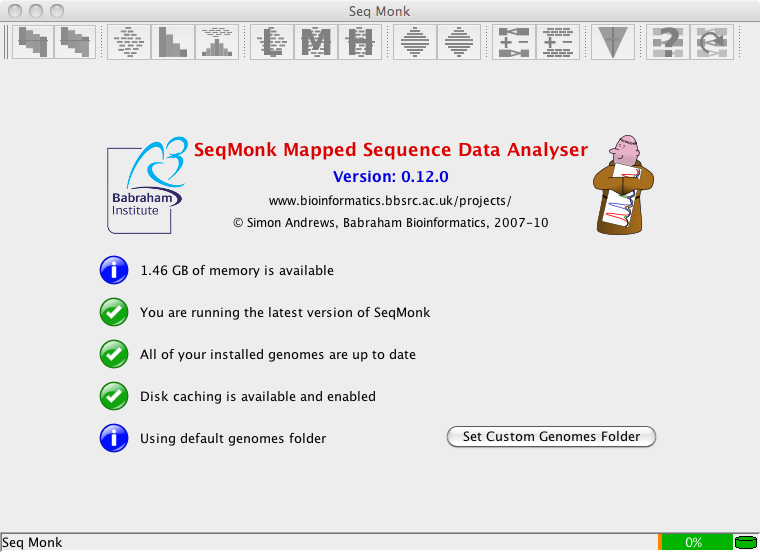 Seq Monk
L M H ?
SeqMonk Mapped Sequence Data Analyser
Version: 0.12.0
Babraham
Institute
www.bioinformatics.bbsrc.ac.uk/projects/
© Simon Andrews, Babraham Bioinformatics, 2007-10
1.46 GB of memory is available
You are running the latest version of SeqMonk
All of your installed genomes are up to date
Disk caching is available and enabled
Using default genomes folder
Set Custom Genomes Folder
Seq Monk
0%